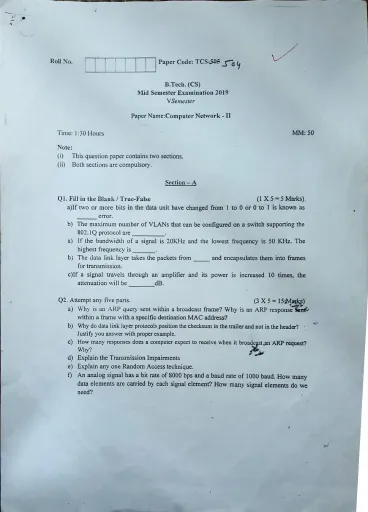 Roll No. Paper Code: TCS 504
B.Tech. (CS)
Mid Semester Examination 2019
V Semester
Paper Name:Computer Network - II
Time: 1:30 Hours MM: 50
Note:
(i) This question paper contains two sections.
(ii) Both sections are compulsory.
Section – A
Q1. Fill in the Blank / True-False (1 X 5 = 5 Marks)
a)If two or more bits in the data unit have changed from 1 to 0 or 0 to 1 is known as
______ error.
b) The maximum number of VLANs that can be configured on a switch supporting the
802.1Q protocol are ________.
a) If the bandwidth of a signal is 20KHz and the lowest frequency is 50 KHz. The
highest frequency is ______.
b) The data link layer takes the packets from _____ and encapsulates them into frames
for transmission.
c)If a signal travels through an amplifier and its power is increased 10 times, the
attenuation will be ________dB.
Q2. Attempt any five parts. (3 X 5 = 15 Marks)
a) Why is an ARP query sent within a broadcast frame? Why is an ARP response sent
within a frame with a specific destination MAC address?
b) Why do data link layer protocols position the checksum in the trailer and not in the header?
Justify you answer with proper example.
c) How many responses does a computer expect to receive when it broadcast an ARP request?
Why?
d) Explain the Transmission Impairments
e) Explain any one Random Access technique.
f) An analog signal has a bit rate of 8000 bps and a baud rate of 1000 baud. How many
data elements are carried by each signal element? How many signal elements do we
need?